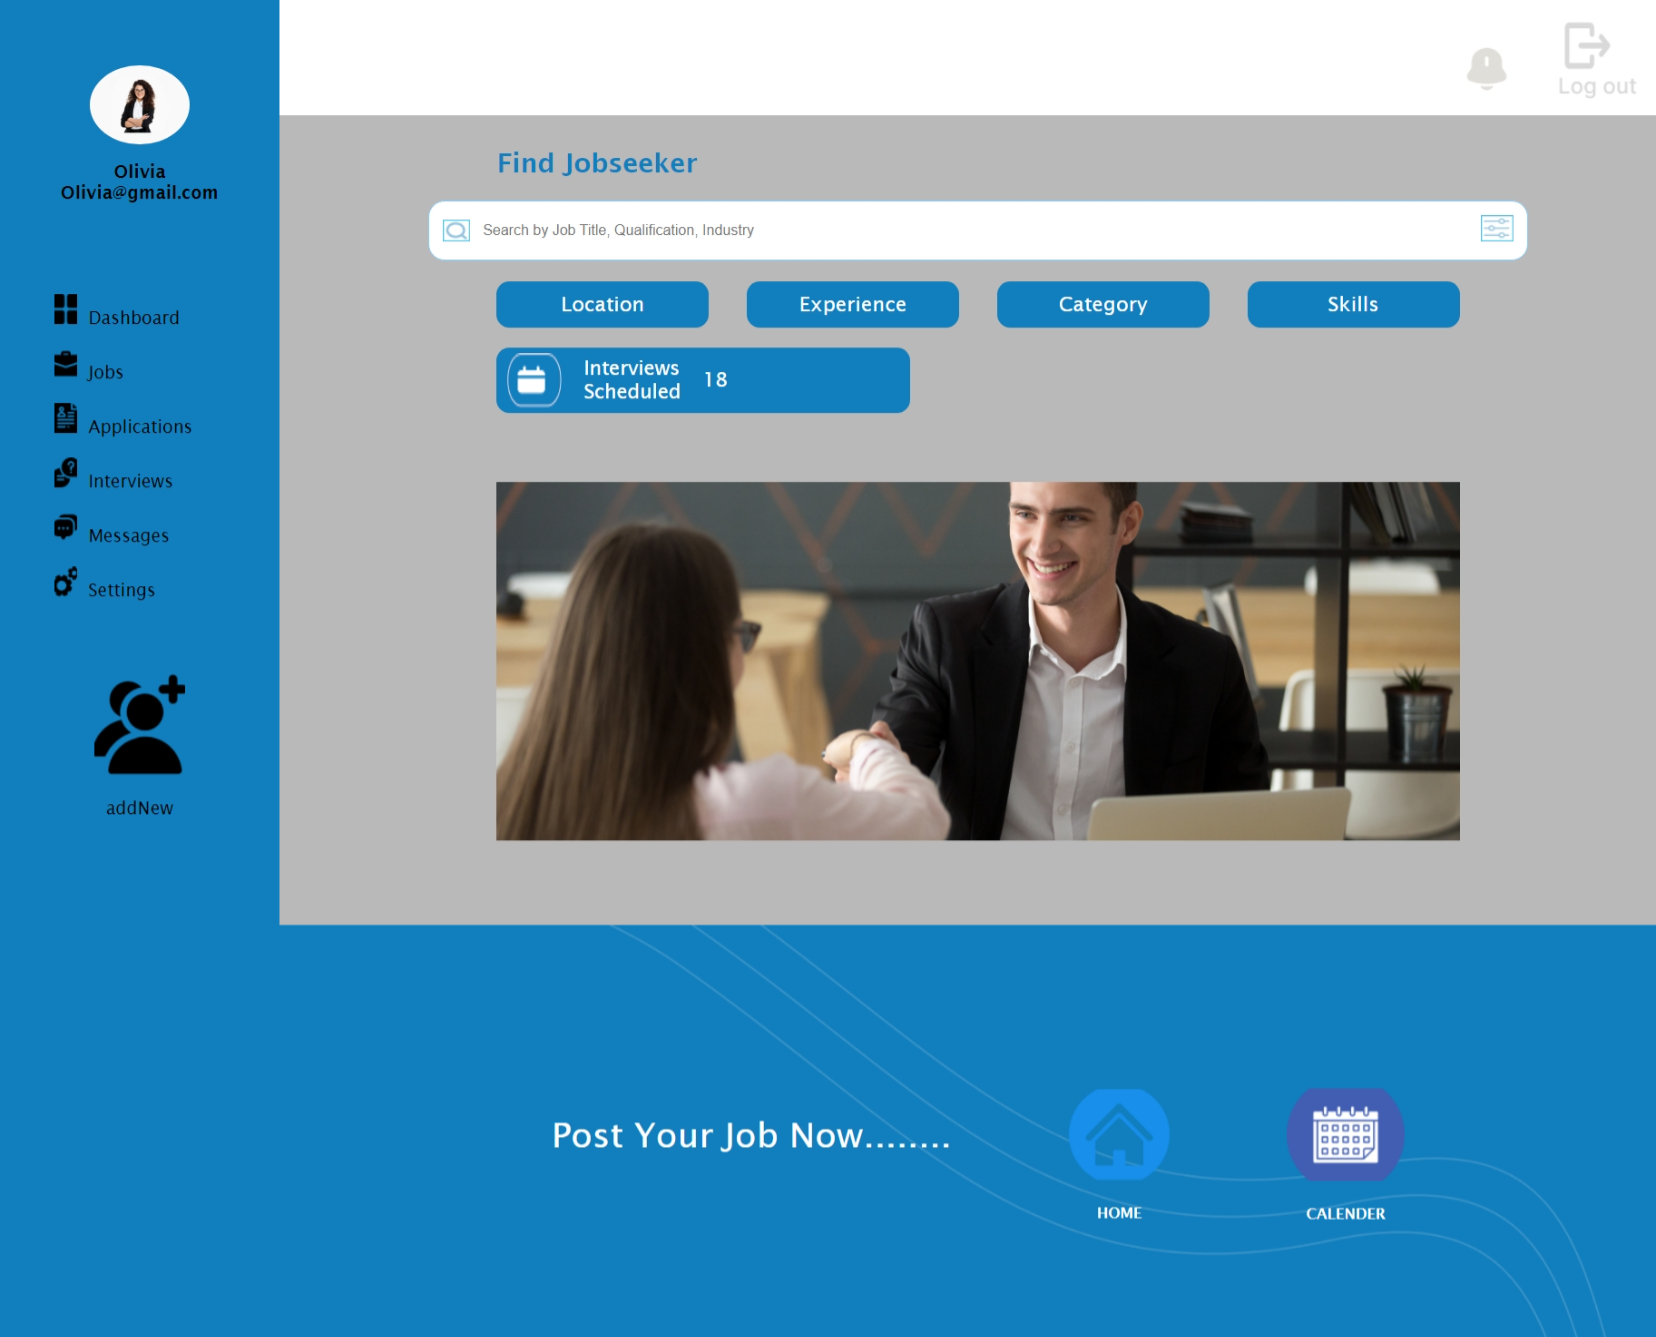 Log out
Olivia
Olivia@gmail.com
Dashboard
Jobs
Applications
Interviews
Messages
Settings
addNew
Find Jobseeker
Search by Job Title, Qualification, Industry
Location
Experience
Category
Skills
Interviews
Scheduled
18
Post Your Job Now........
HOME
CALENDER